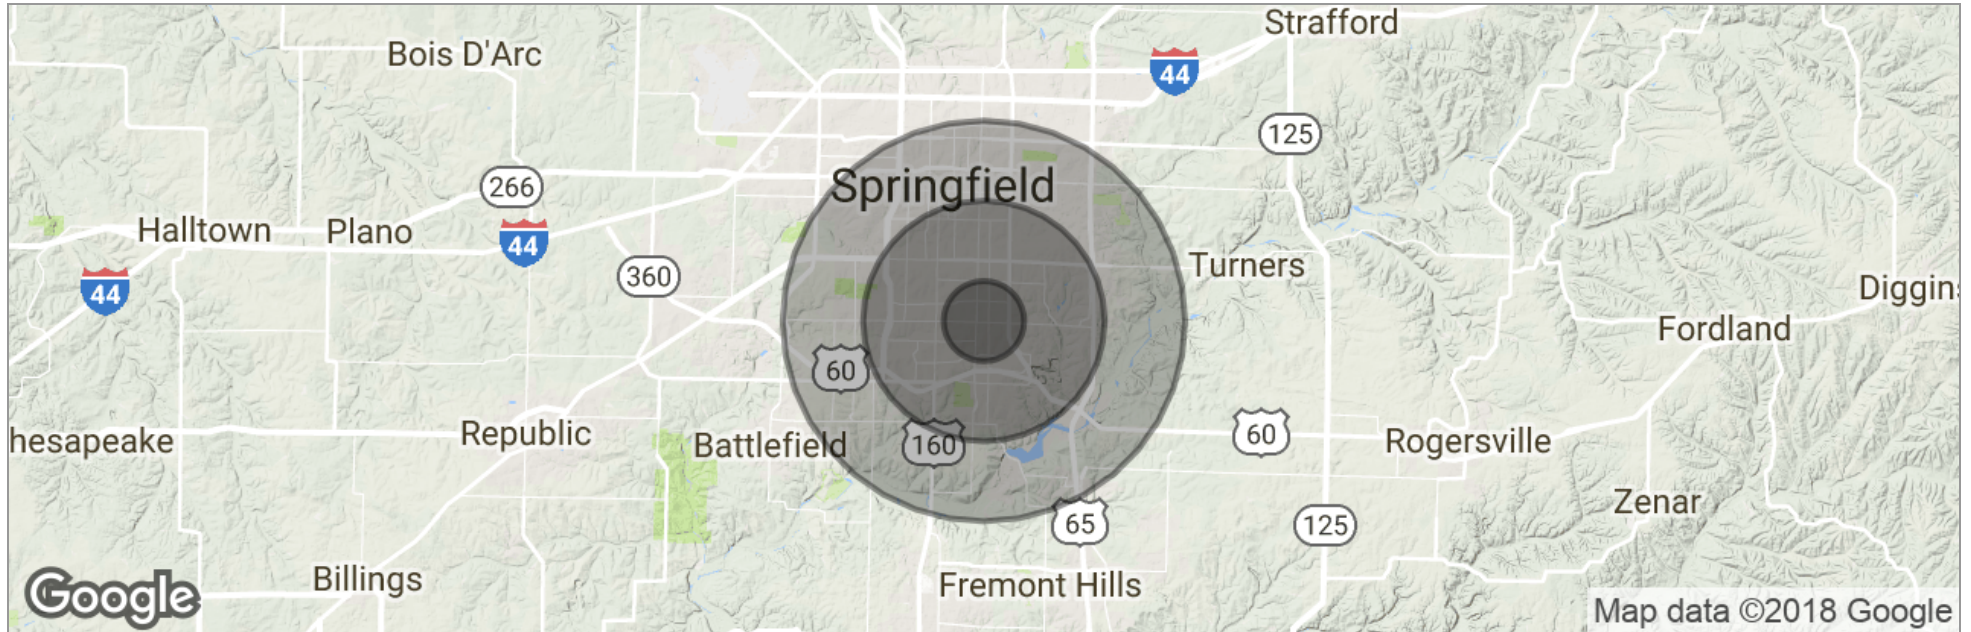 Strafford
Bois D'Arc
44
125
266
Springfield
Halltown
Plano
44
360
Turners
44
Diggin
Fordland
60
Republic
Battlefield
160
60
Rogersville
hesapeake
Zenar
65
125
Billings
Fremont Hills
Google
Map data ©2018 Google